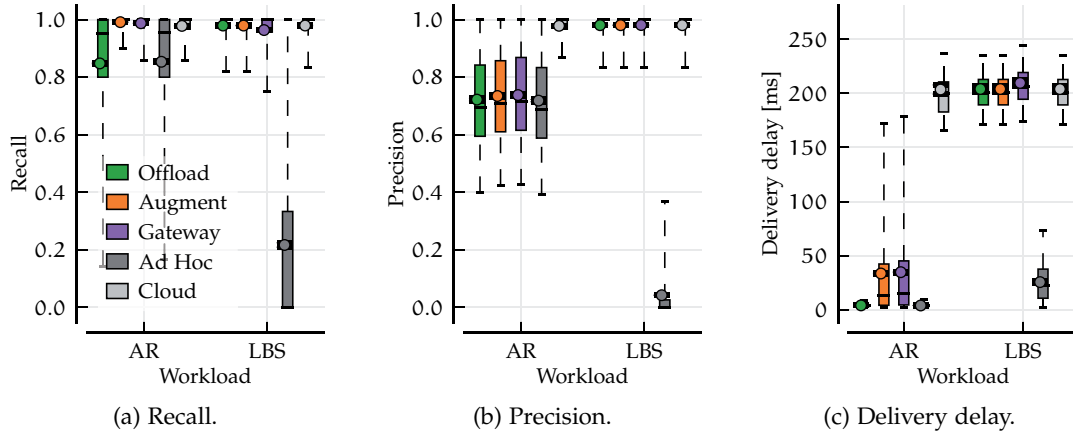 1.0
0.8
0.6
0.4
0.2
0.0
Recall
Offload
Augment
Gateway
Ad Hoc
Cloud
AR LBS
Workload
(a) Recall.
1.0
0.8
0.6
0.4
0.2
0.0
Precision
AR LBS
Workload
(b) Precision.
250
200
150
100
50
0
Delivery delay [ms]
AR LBS
Workload
(c) Delivery delay.